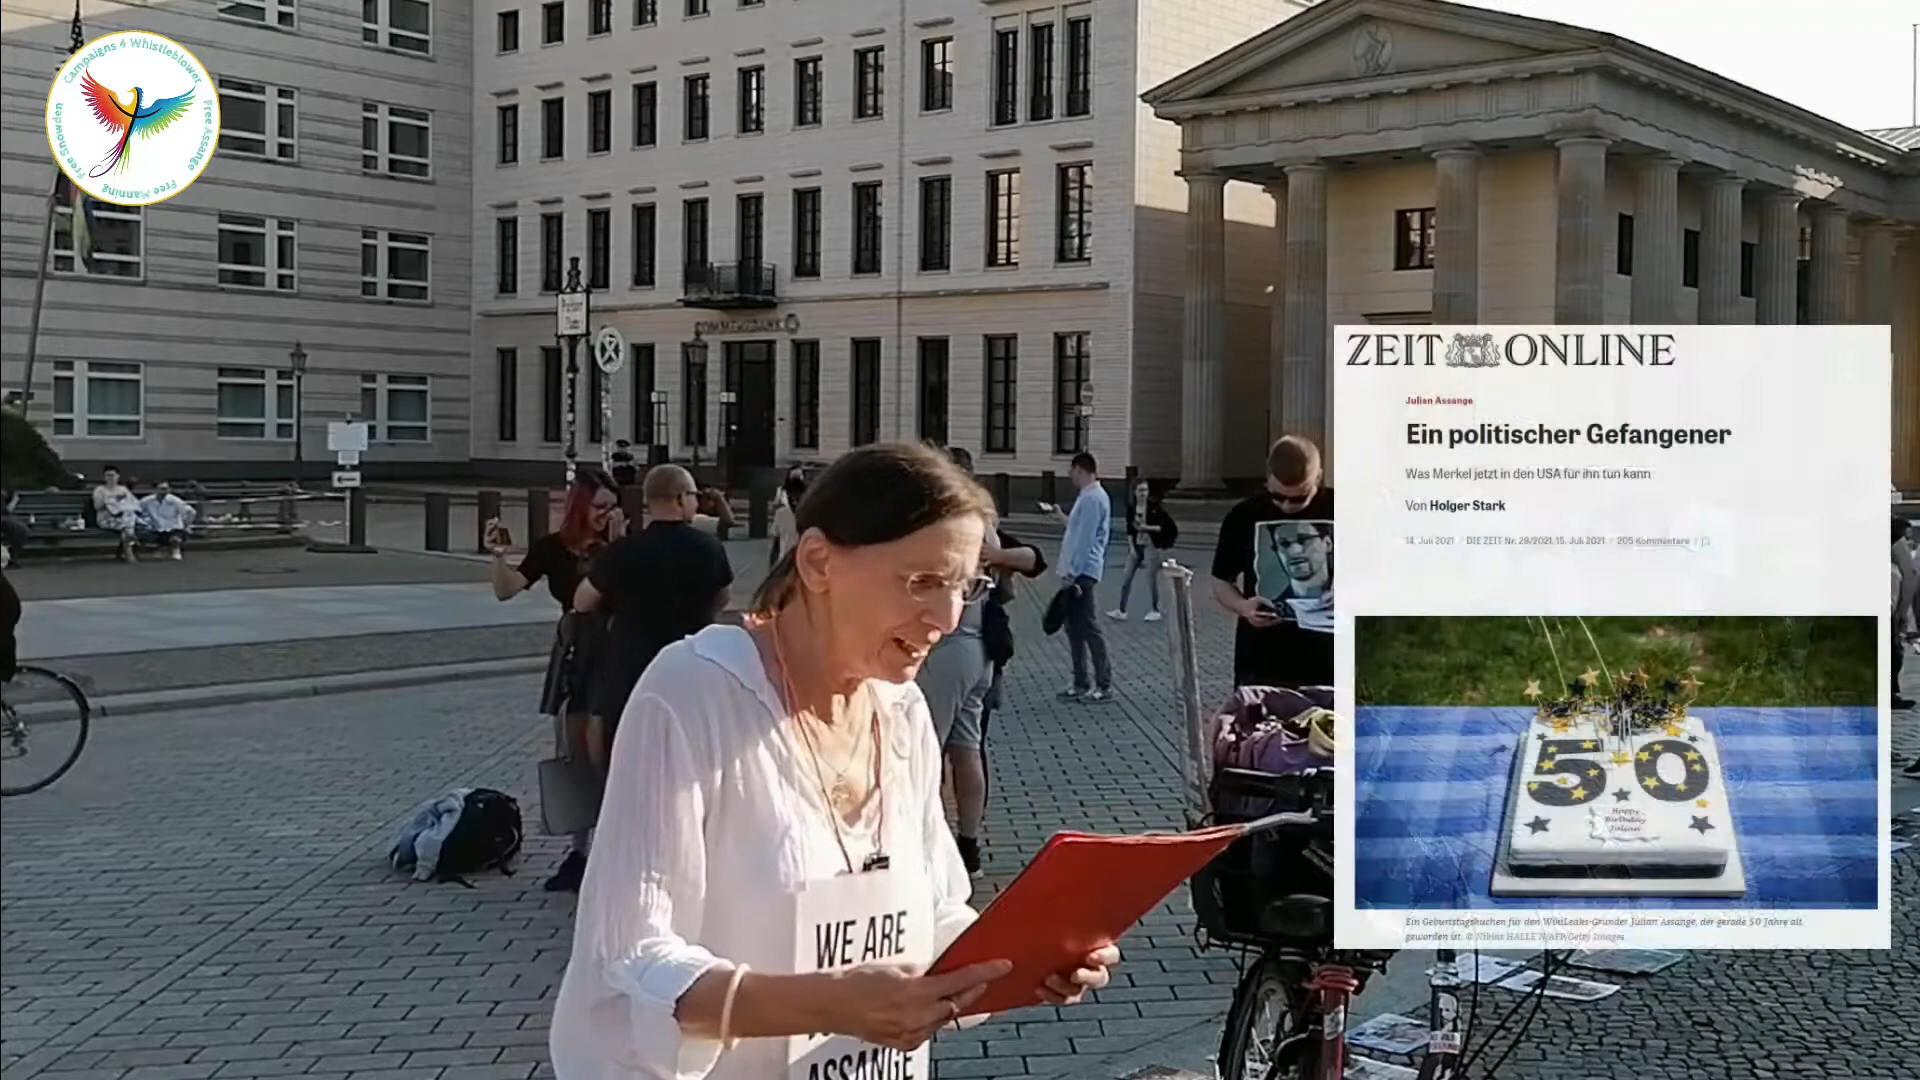 Campaigns 4 Whistleblower
Free Assange
Free Manning
Free Snowden
COMMERZBANK
ZEIT ONLINE
Julian Assange
Ein politischer Gefangener
Was Merkel jetzt in den USA für ihn tun kann
Von Holger Stark
14. Juli 2021 / DIE ZEIT Nr. 29/2021, 15. Juli 2021 / 205 Kommentare /
50
Happy
Birthday
Julian!
Ein Geburtstagskuchen für den WikiLeaks-Gründer Julian Assange, der gerade 50 Jahre alt
geworden ist. © Niklas HALLE'N/AFP/Getty Images
WE ARE
ASSANGE